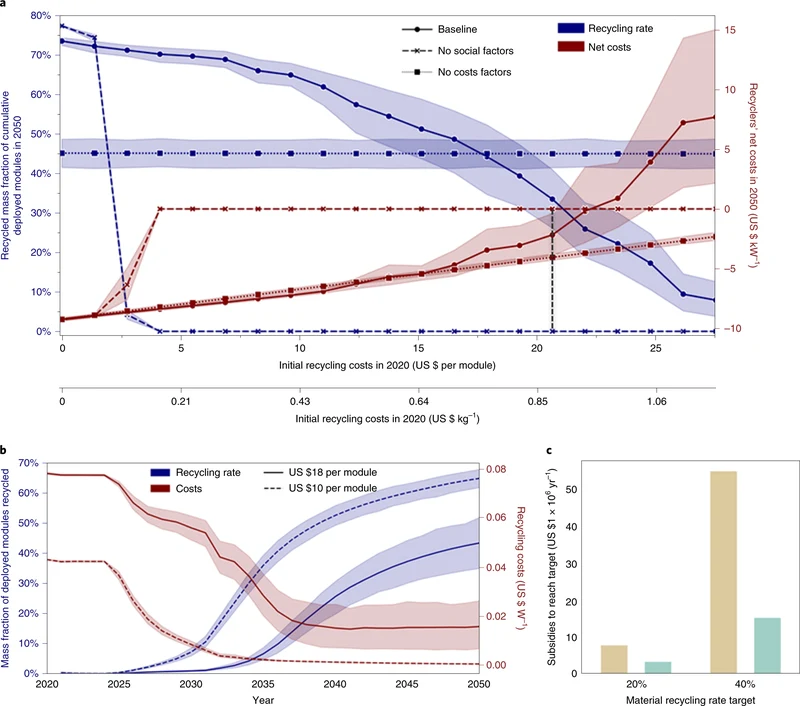 a
80%
70%
60%
50%
40%
30%
20%
10%
0%
Recycled mass fraction of cumulative
deployed modules in 2050
Baseline
No social factors
No costs factors
Recycling rate
Net costs
15
10
5
0
−5
−10
Recyclers' net costs in 2050 (US $ kW−1)
0
5
10
15
20
25
Initial recycling costs in 2020 (US $ per module)
0
0.21
0.43
0.64
0.85
1.06
Initial recycling costs in 2020 (US $ kg−1)
b
70%
60%
50%
40%
30%
20%
10%
0%
Mass fraction of deployed modules recycled
Recycling rate
Costs
US $18 per module
US $10 per module
0.08
0.06
0.04
0.02
0.00
Recycling costs (US $ W−1)
2020
2025
2030
2035
2040
2045
2050
Year
c
50
40
30
20
10
0
Subsidies to reach target (US $1 × 10⁶ yr−1)
20%
40%
Material recycling rate target